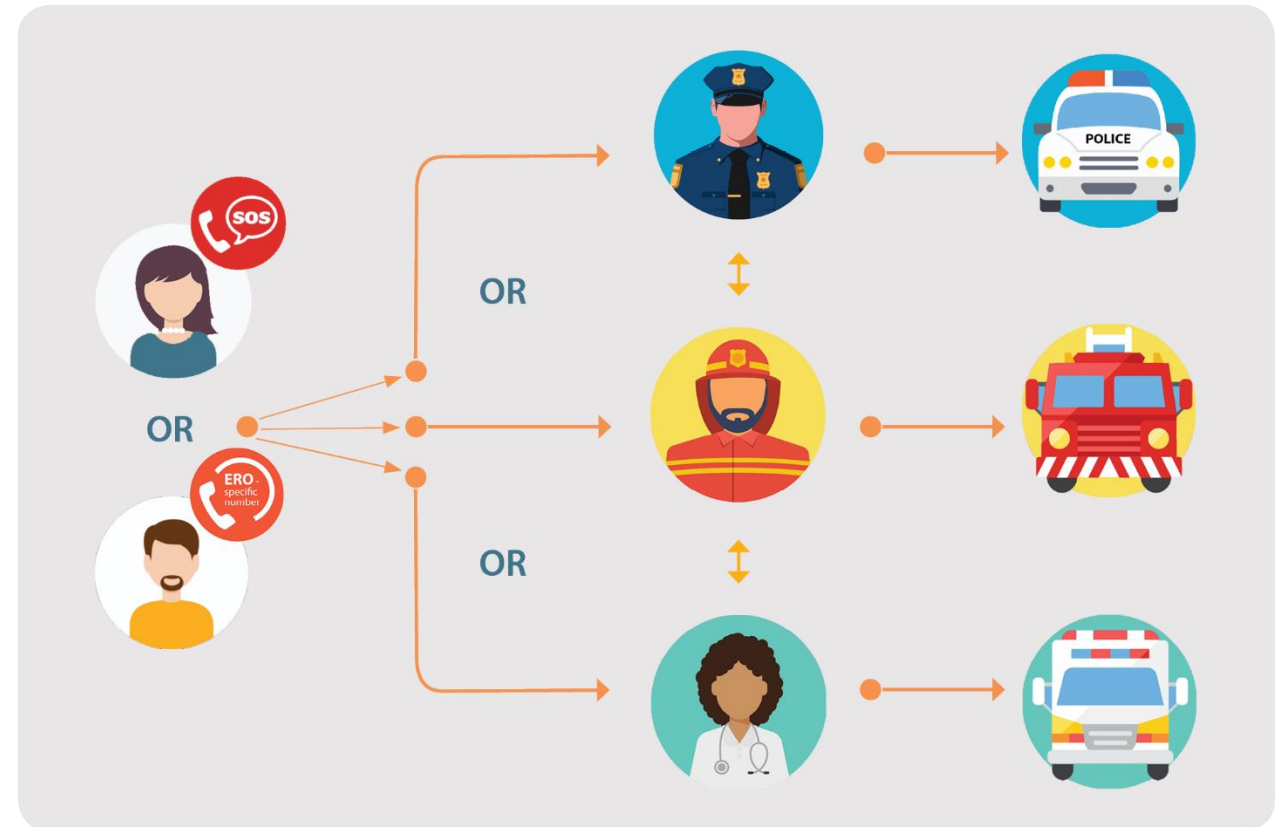 POLICE
SOS
OR
OR
ERO -
specific
number
OR